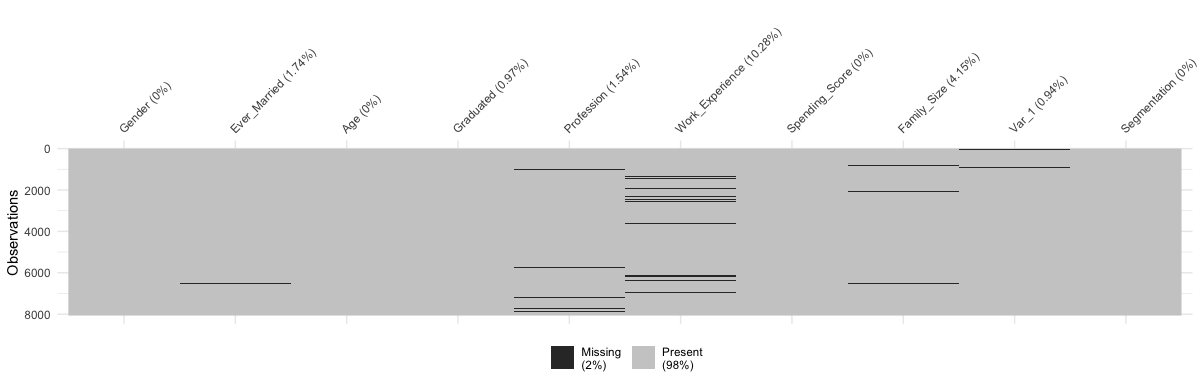 Gender (0%)
Ever_Married (1.74%)
Age (0%)
Graduated (0.97%)
Profession (1.54%)
Work_Experience (10.28%)
Spending_Score (0%)
Family_Size (4.15%)
Var_1 (0.94%)
Segmentation (0%)
Observations
0
2000
4000
6000
8000
Missing
(2%)
Present
(98%)